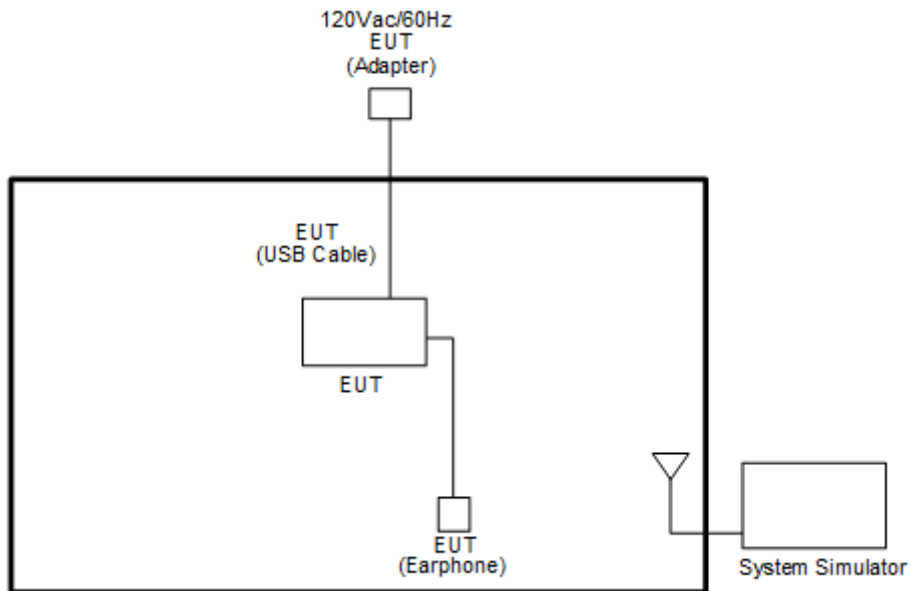 120Vac/60Hz
EUT
(Adapter)
EUT
(USB Cable)
EUT
EUT
(Earphone)
System Simulator